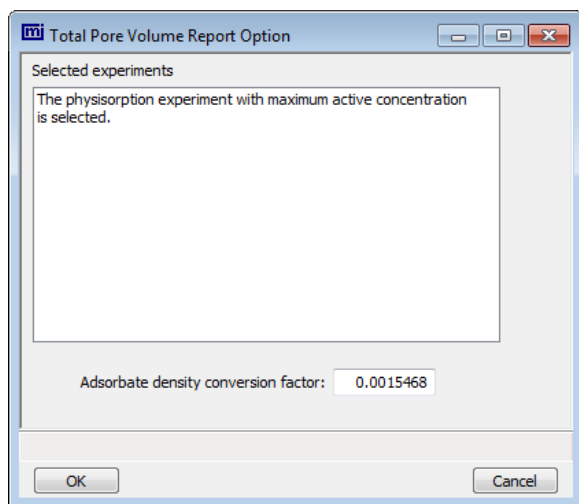 mi Total Pore Volume Report Option
Selected experiments
The physisorption experiment with maximum active concentration
is selected.
Adsorbate density conversion factor: 0.0015468
OK Cancel